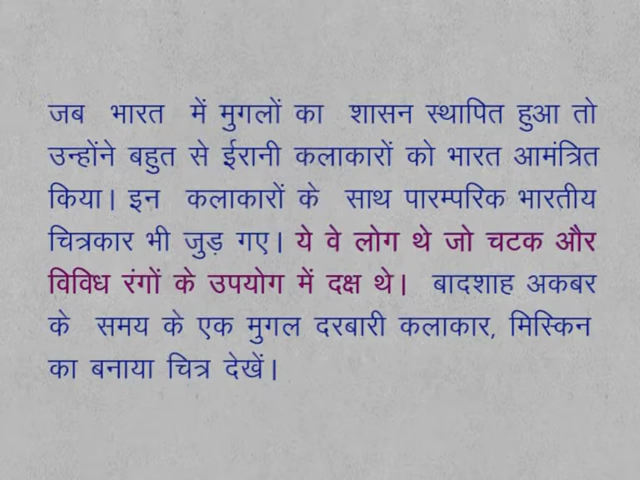 जब भारत में मुगलों का शासन स्थापित हुआ तो
उन्होंने बहुत से ईरानी कलाकारों को भारत आमंत्रित
किया। इन कलाकारों के साथ पारम्परिक भारतीय
चित्रकार भी जुड़ गए। ये वे लोग थे जो चटक और
विविध रंगों के उपयोग में दक्ष थे। बादशाह अकबर
के समय के एक मुगल दरबारी कलाकार, मिस्किन
का बनाया चित्र देखें।